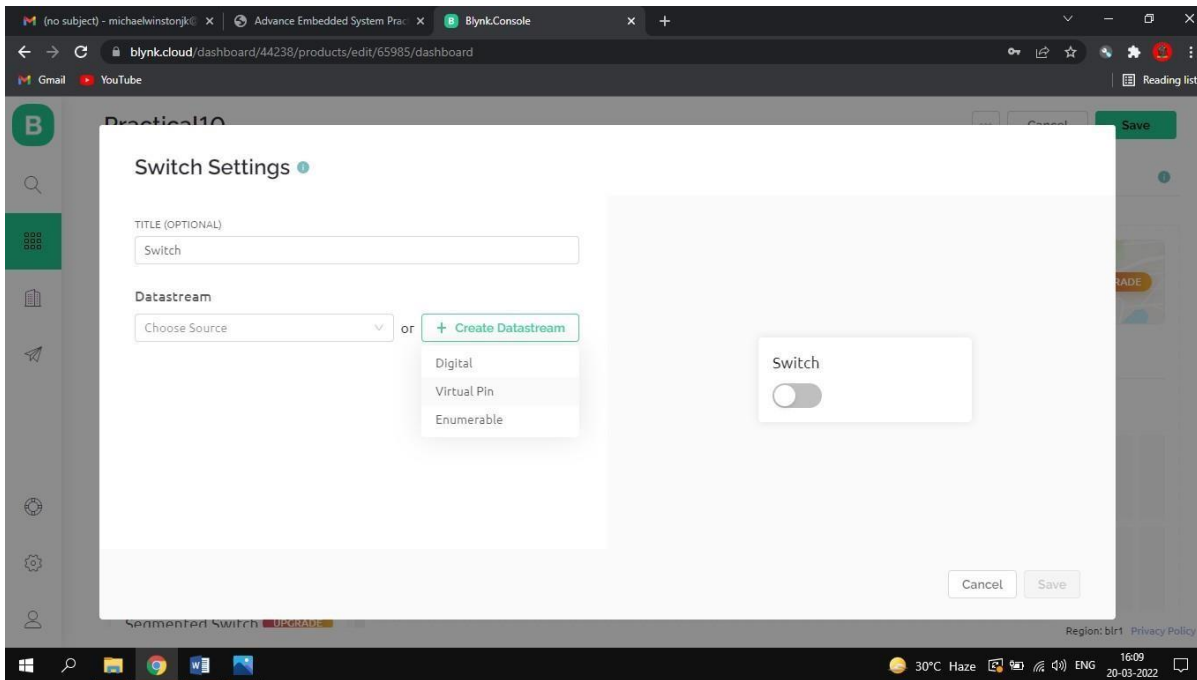 (no subject) - michaelwinstonjk
Advance Embedded System Prac
Blynk.Console
blynk.cloud/dashboard/44238/products/edit/65985/dashboard
Gmail
YouTube
Reading list
B
Practical10
Cancel
Save
Switch Settings
TITLE (OPTIONAL)
Switch
Datastream
Choose Source
or
+ Create Datastream
Digital
Virtual Pin
Enumerable
Switch
Cancel
Save
Segmented Switch UPGRADE
Region: blr1 Privacy Policy
30°C Haze
ENG
16:09
20-03-2022